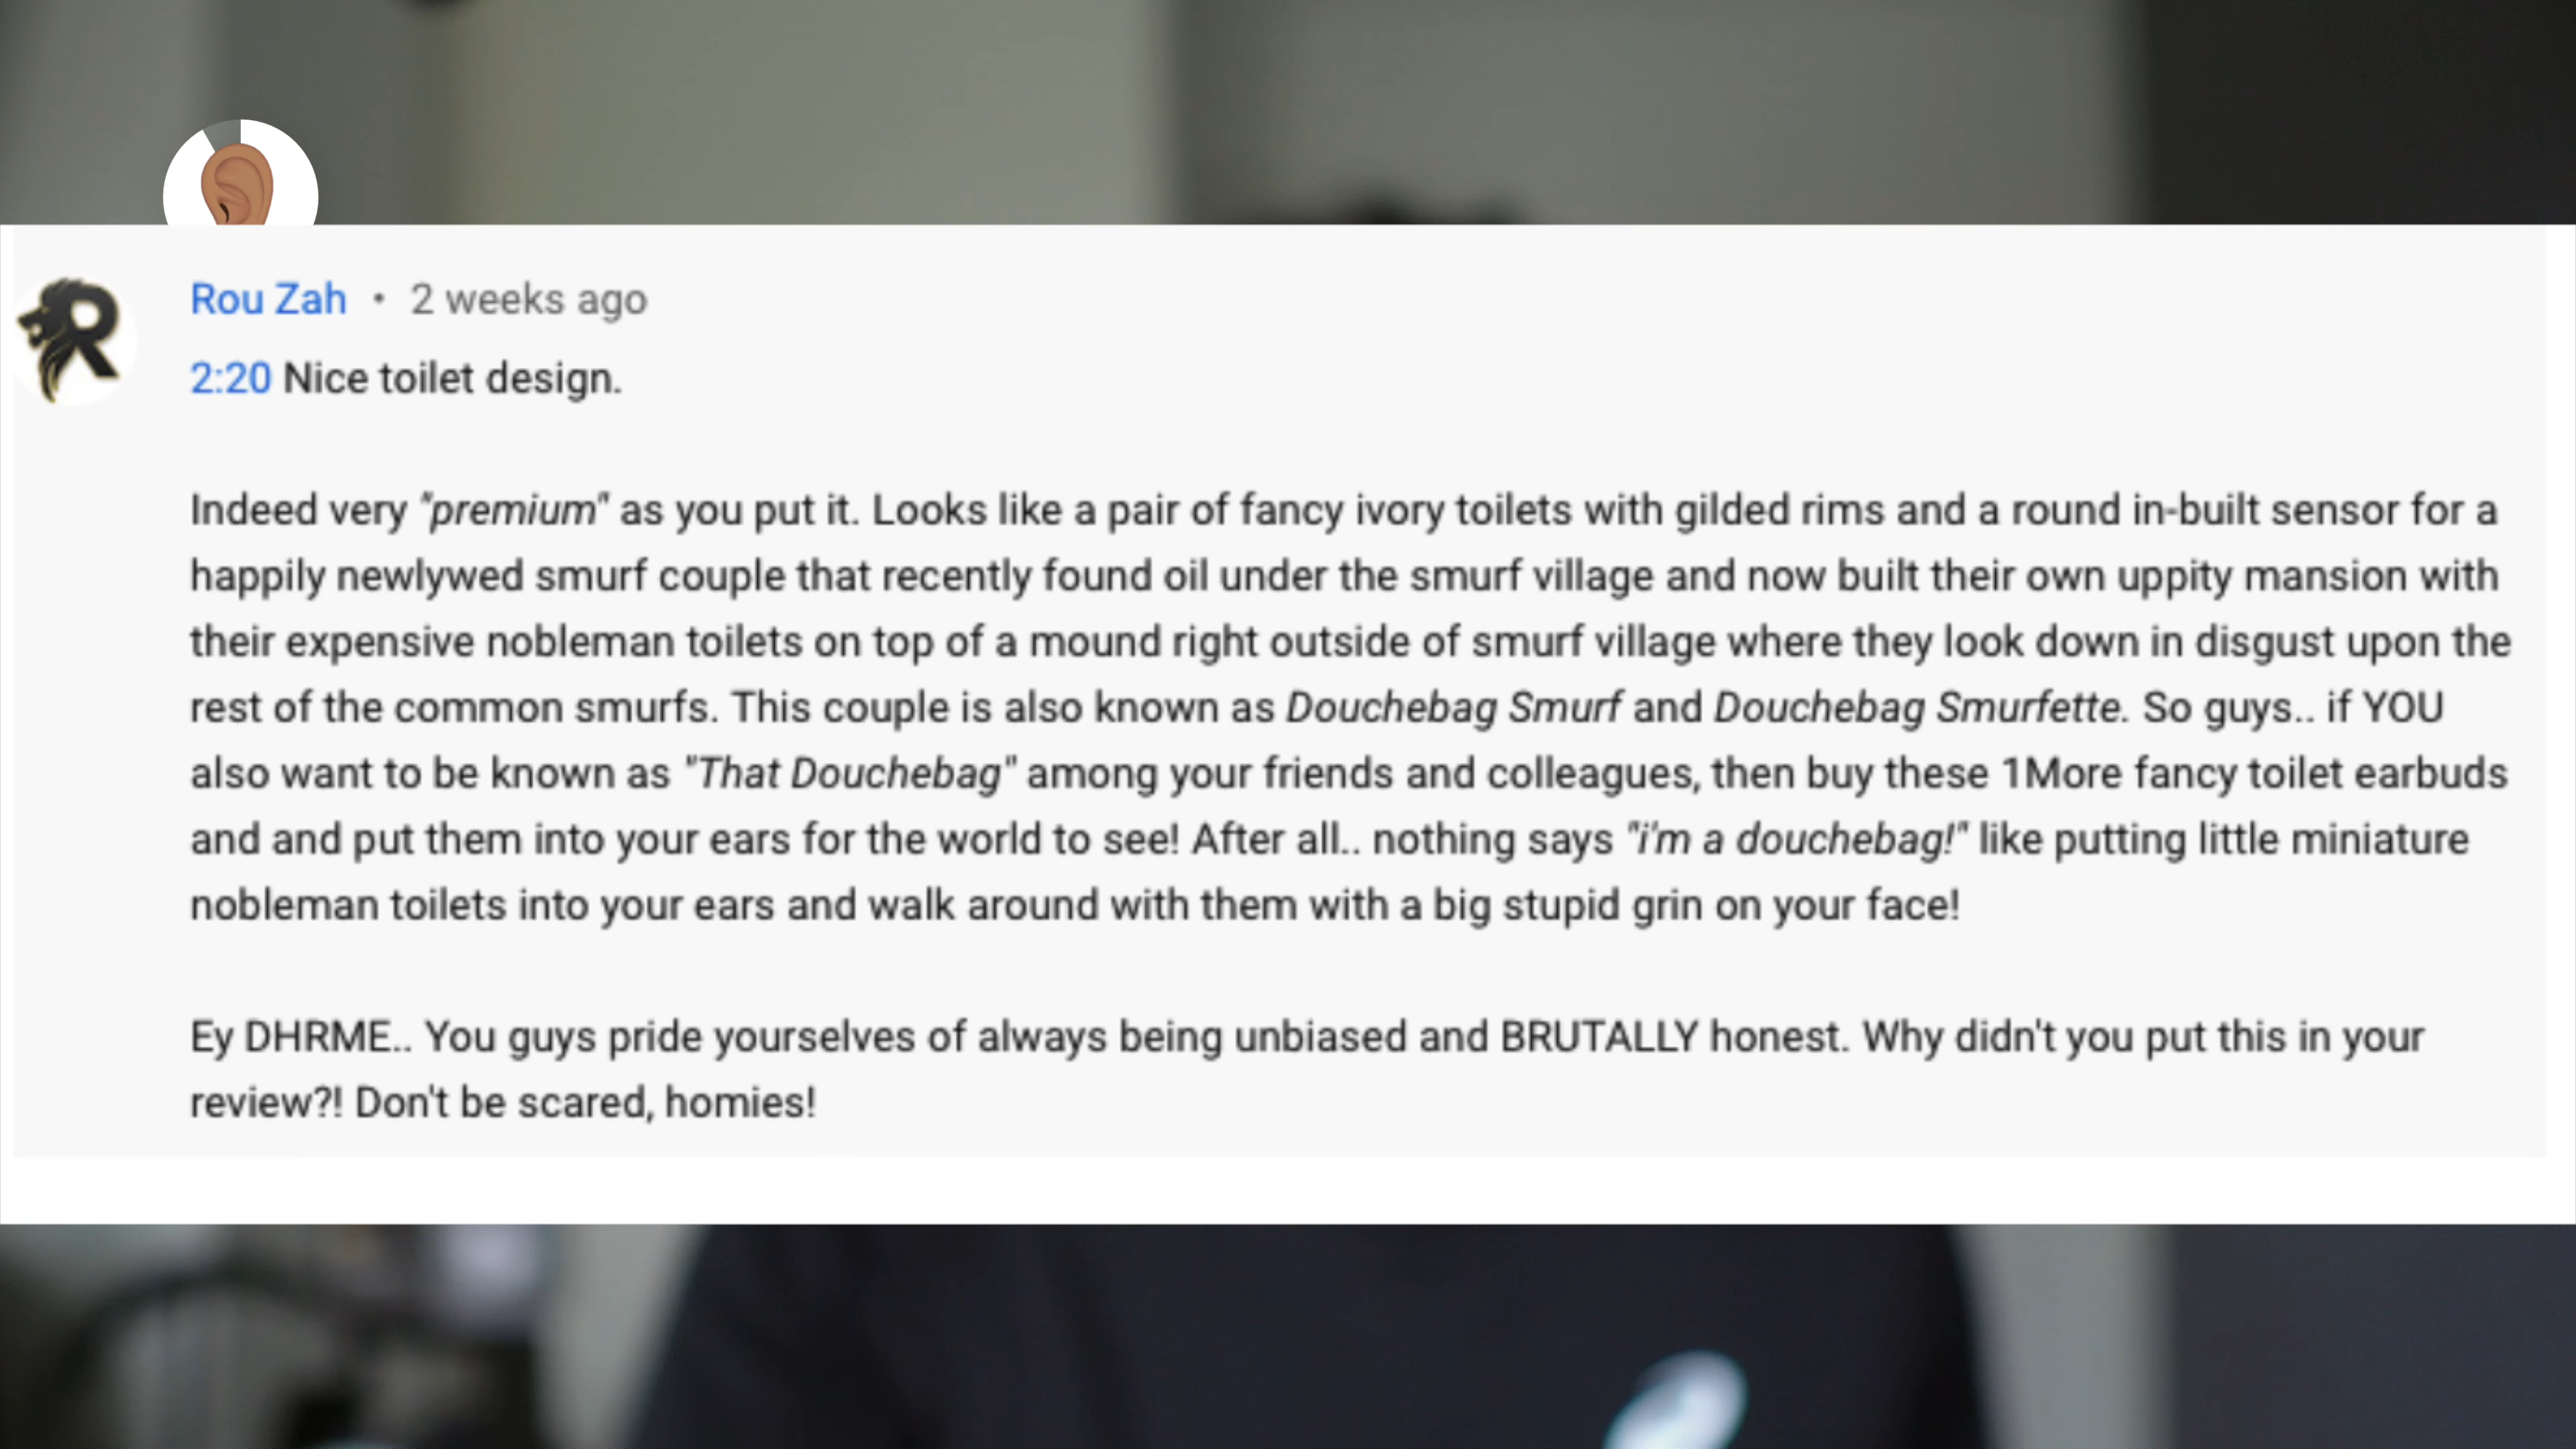 Rou Zah • 2 weeks ago
2:20 Nice toilet design.
Indeed very "premium" as you put it. Looks like a pair of fancy ivory toilets with gilded rims and a round in-built sensor for a
happily newlywed smurf couple that recently found oil under the smurf village and now built their own uppity mansion with
their expensive nobleman toilets on top of a mound right outside of smurf village where they look down in disgust upon the
rest of the common smurfs. This couple is also known as Douchebag Smurf and Douchebag Smurfette. So guys.. if YOU
also want to be known as "That Douchebag" among your friends and colleagues, then buy these 1More fancy toilet earbuds
and and put them into your ears for the world to see! After all.. nothing says "i'm a douchebag!" like putting little miniature
nobleman toilets into your ears and walk around with them with a big stupid grin on your face!
Ey DHRME.. You guys pride yourselves of always being unbiased and BRUTALLY honest. Why didn't you put this in your
review?! Don't be scared, homies!